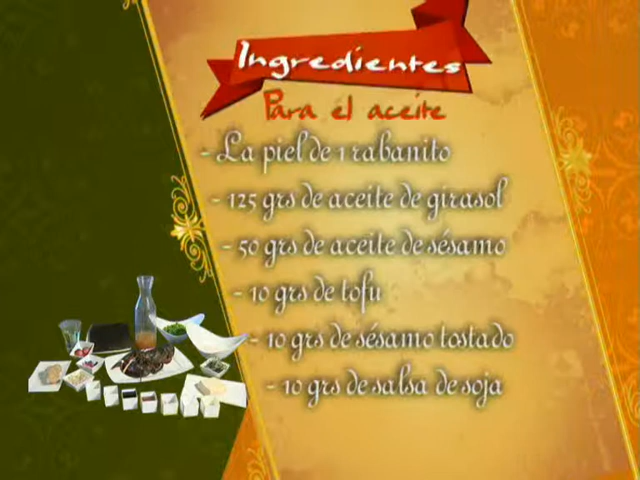 Ingredientes
Para el aceite
- La piel de 1 rabanito
- 125 grs de aceite de girasol
- 50 grs de aceite de sésamo
- 10 grs de tofu
- 10 grs de sésamo tostado
- 10 grs de salsa de soja